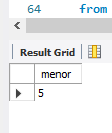 64 from
Result Grid
menor
5